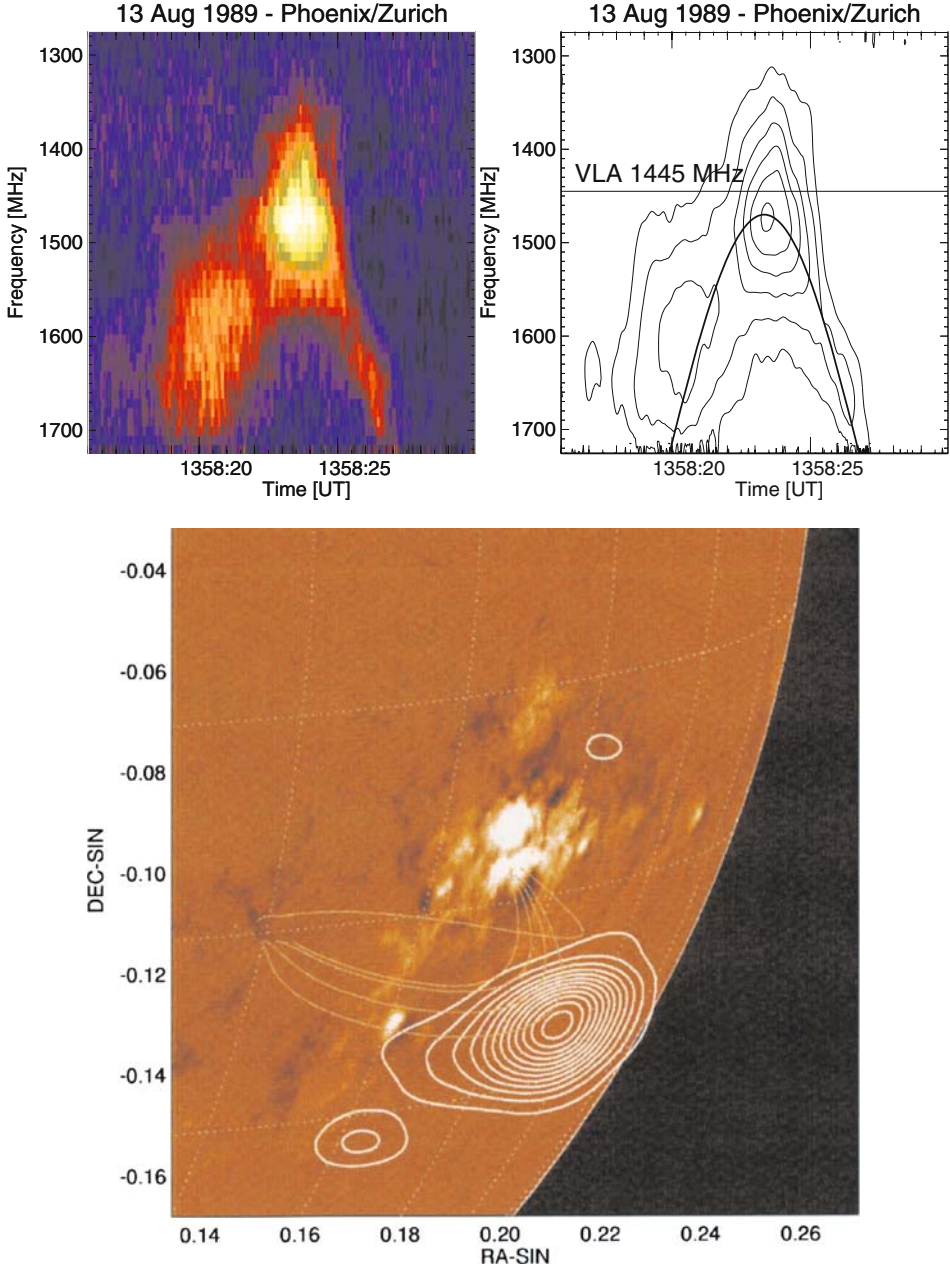 13 Aug 1989 - Phoenix/Zurich
1300
1400
1500
1600
1700
Frequency [MHz]
1358:20 1358:25
Time [UT]
13 Aug 1989 - Phoenix/Zurich
1300
1400
1500
1600
1700
Frequency [MHz]
VLA 1445 MHz
1358:20 1358:25
Time [UT]
-0.04
-0.06
-0.08
-0.10
-0.12
-0.14
-0.16
DEC-SIN
0.14 0.16 0.18 0.20 0.22 0.24 0.26
RA-SIN